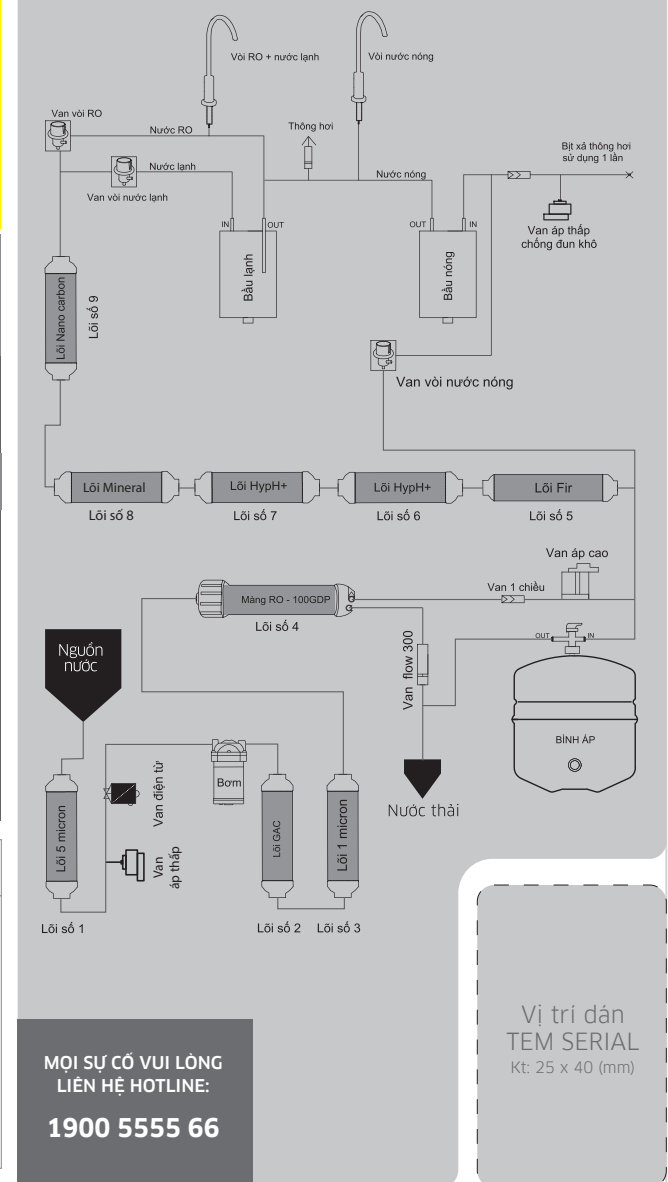 Vòi RO + nước lạnh
Vòi nước nóng
Van vòi RO
Nước RO
Thông hơi
Bịt xả thông hơi
sử dụng 1 lần
Nước lạnh
Nước nóng
Van vòi nước lạnh
IN
OUT
OUT
IN
Van áp thấp
chống đun khô
Bầu lạnh
Bầu nóng
Lõi Nano carbon
Lõi số 9
Van vòi nước nóng
Lõi Mineral
Lõi HypH+
Lõi HypH+
Lõi Fir
Lõi số 8
Lõi số 7
Lõi số 6
Lõi số 5
Van áp cao
Van 1 chiều
Màng RO - 100GDP
Lõi số 4
OUT
IN
Nguồn
nước
Van flow 300
BÌNH ÁP
Bơm
Van điện từ
Nước thải
Lõi 5 micron
Van
áp thấp
Lõi GAC
Lõi 1 micron
Lõi số 1
Lõi số 2
Lõi số 3
Vị trí dán
TEM SERIAL
Kt: 25 x 40 (mm)
MỌI SỰ CỐ VUI LÒNG
LIÊN HỆ HOTLINE:
1900 5555 66